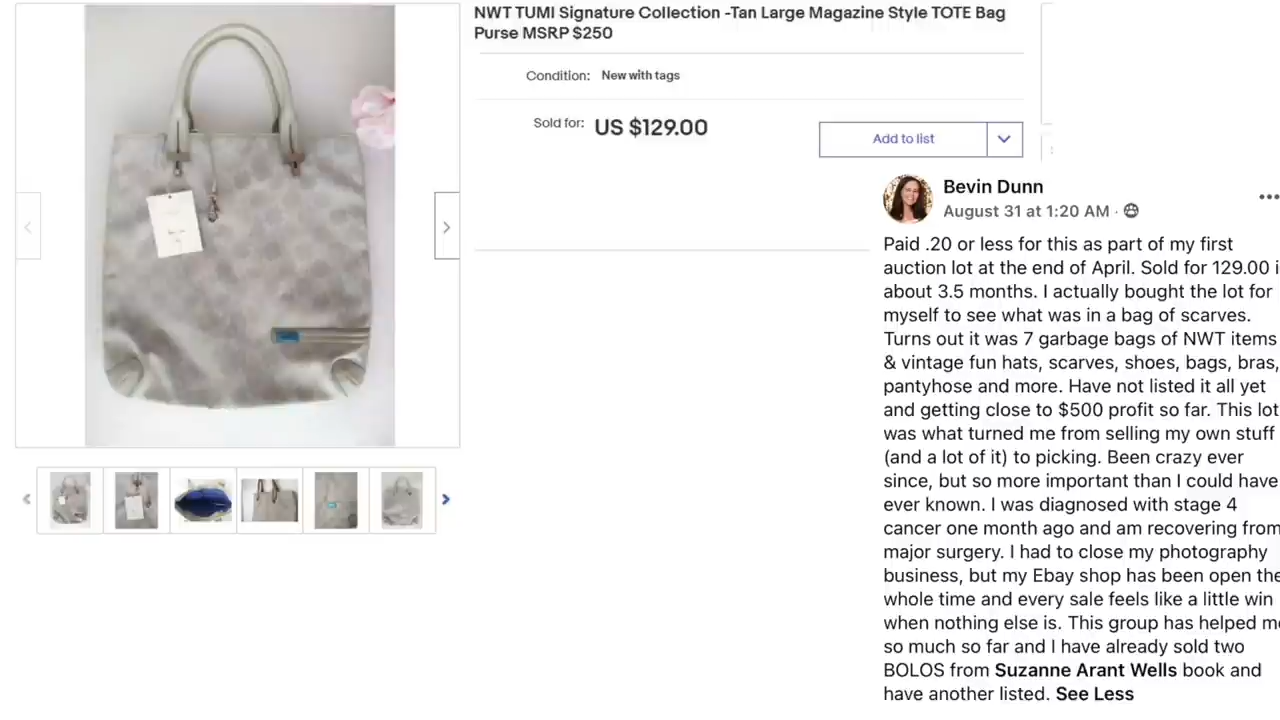 NWT TUMI Signature Collection -Tan Large Magazine Style TOTE Bag
Purse MSRP $250
Condition: New with tags
Sold for: US $129.00
Add to list
Bevin Dunn
August 31 at 1:20 AM ·
Paid .20 or less for this as part of my first
auction lot at the end of April. Sold for 129.00 i
about 3.5 months. I actually bought the lot for
myself to see what was in a bag of scarves.
Turns out it was 7 garbage bags of NWT items
& vintage fun hats, scarves, shoes, bags, bras,
pantyhose and more. Have not listed it all yet
and getting close to $500 profit so far. This lot
was what turned me from selling my own stuff
(and a lot of it) to picking. Been crazy ever
since, but so more important than I could have
ever known. I was diagnosed with stage 4
cancer one month ago and am recovering from
major surgery. I had to close my photography
business, but my Ebay shop has been open the
whole time and every sale feels like a little win
when nothing else is. This group has helped me
so much so far and I have already sold two
BOLOS from Suzanne Arant Wells book and
have another listed. See Less